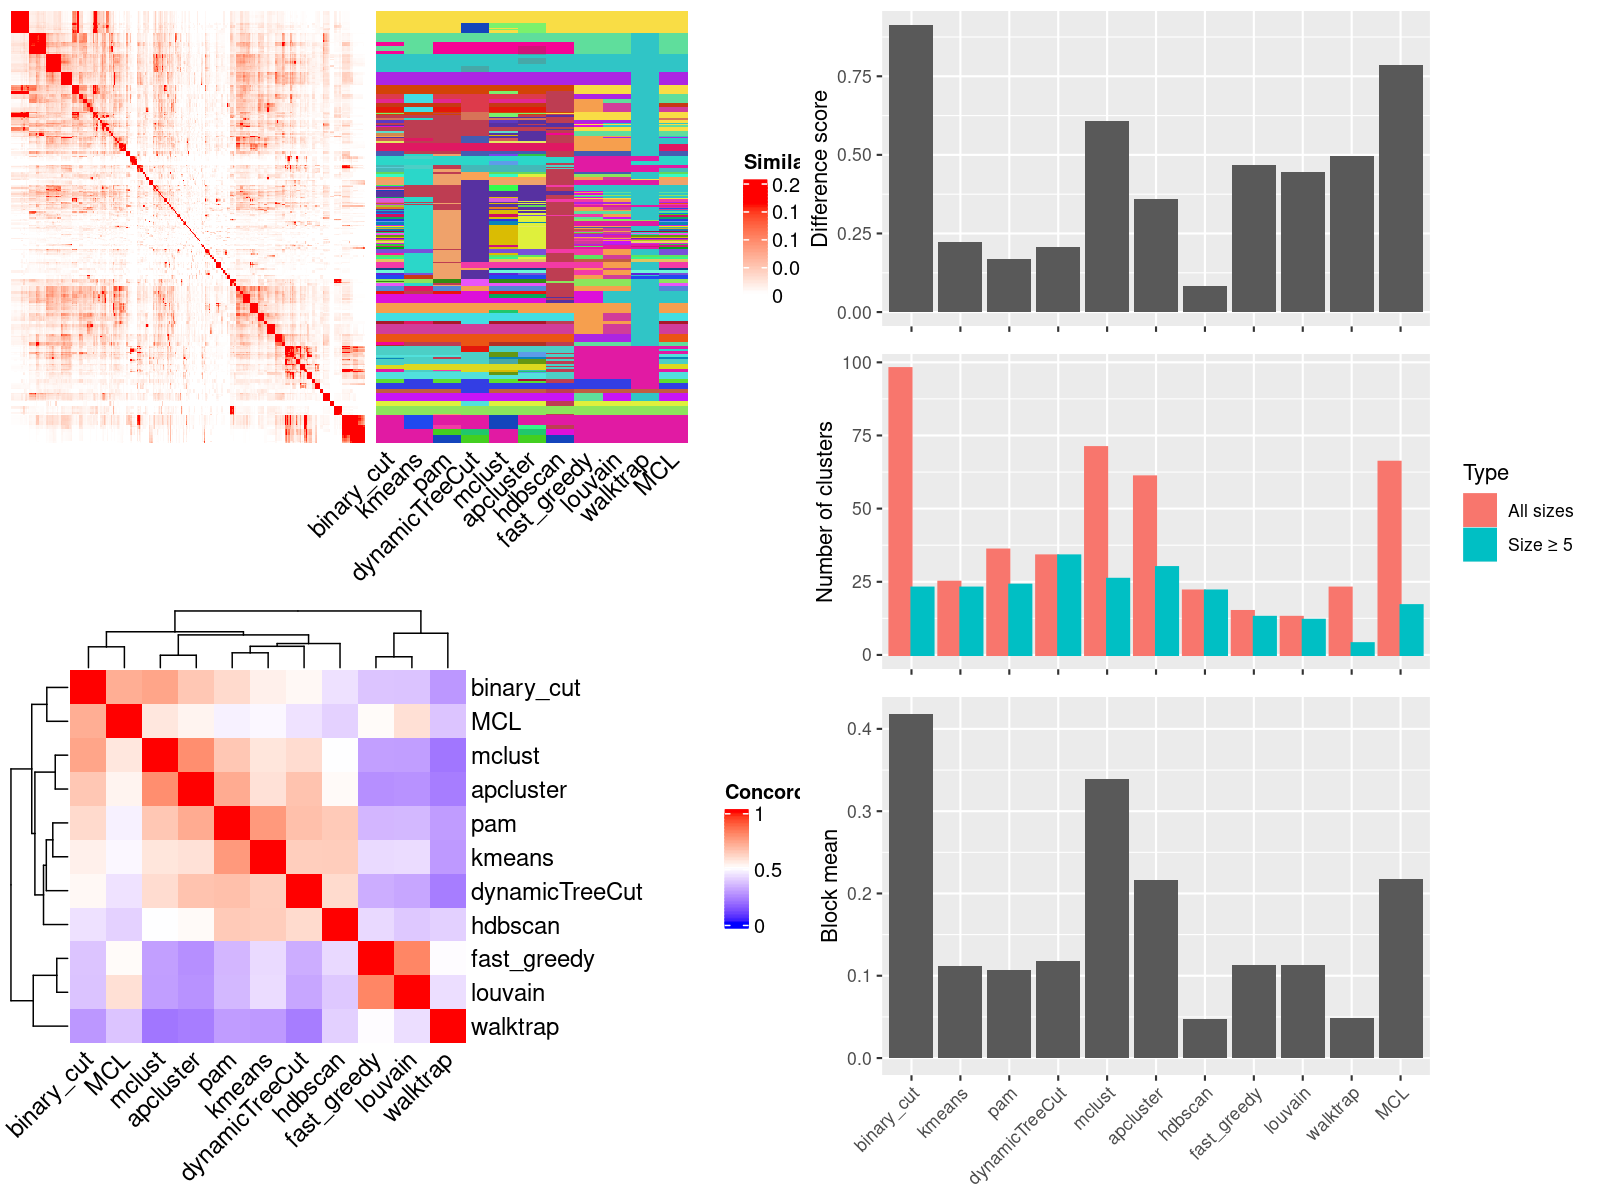 Simila
0.2
0.1
0.1
0.0
0
binary_cut
kmeans
pam
dynamicTreeCut
mclust
apcluster
hdbscan
fast_greedy
louvain
walktrap
MCL
binary_cut
MCL
mclust
apcluster
pam
kmeans
dynamicTreeCut
hdbscan
fast_greedy
louvain
walktrap
binary_cut
MCL
mclust
apcluster
pam
kmeans
dynamicTreeCut
hdbscan
fast_greedy
louvain
walktrap
Concord
1
0.5
0
Difference score
0.75
0.50
0.25
0.00
Number of clusters
100
75
50
25
0
Type
All sizes
Size ≥ 5
Block mean
0.4
0.3
0.2
0.1
0.0
binary_cut
kmeans
pam
dynamicTreeCut
mclust
apcluster
hdbscan
fast_greedy
louvain
walktrap
MCL